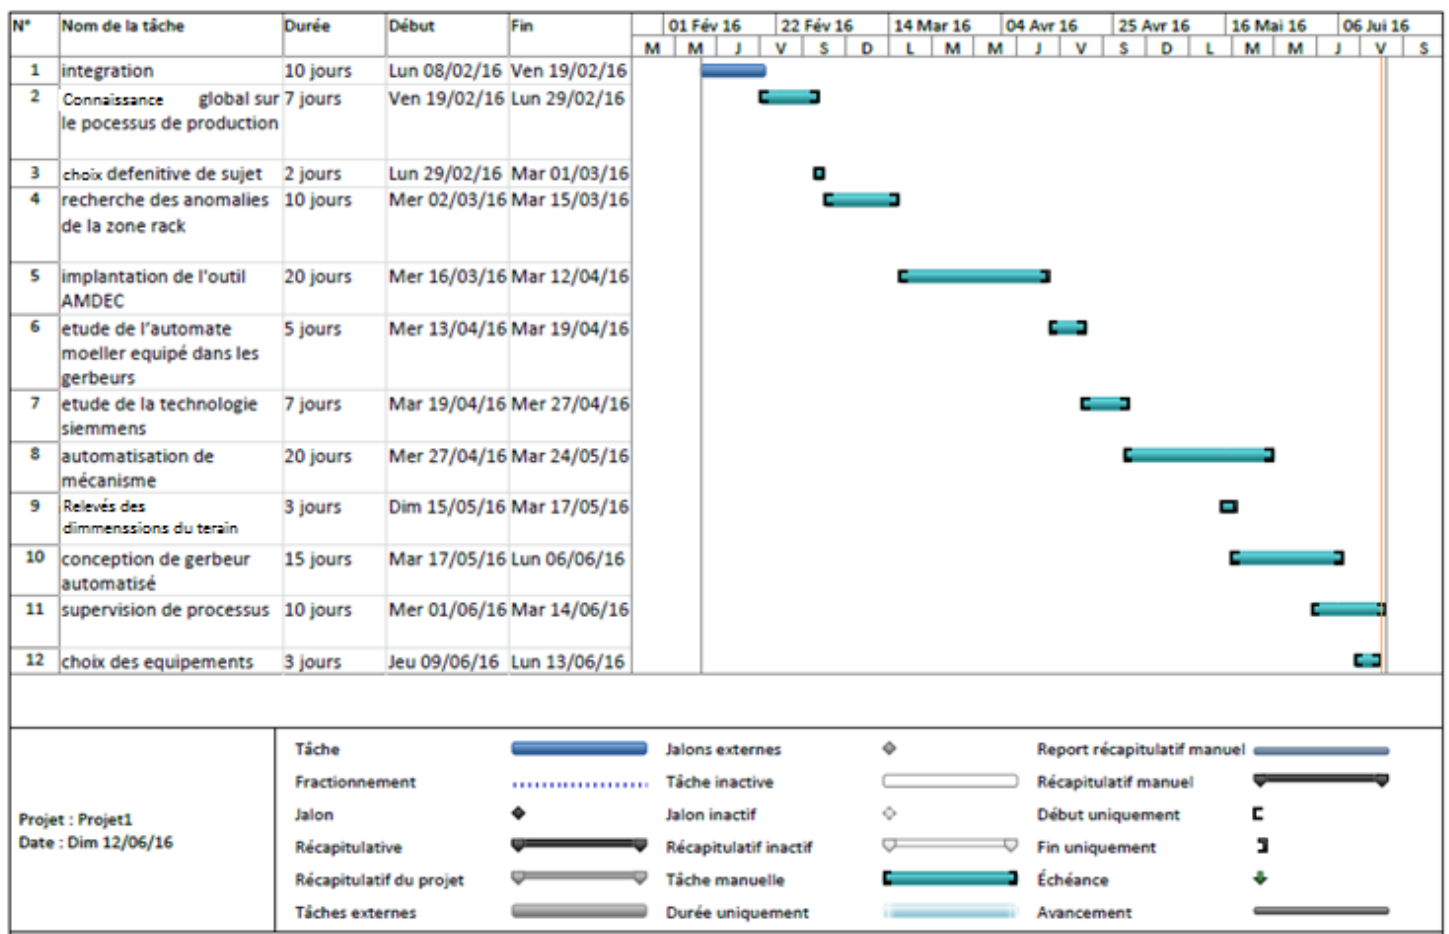 N° Nom de la tâche Durée Début Fin 01 Fév 16 22 Fév 16 14 Mar 16 04 Avr 16 25 Avr 16 16 Mai 16 06 Jui 16
M M J V S D L M M J V S D L M M J V S
1 integration 10 jours Lun 08/02/16 Ven 19/02/16
2 Connaissance global sur 7 jours Ven 19/02/16 Lun 29/02/16
le pocessus de production
3 choix defenitive de sujet 2 jours Lun 29/02/16 Mar 01/03/16
4 recherche des anomalies 10 jours Mer 02/03/16 Mar 15/03/16
de la zone rack
5 implantation de l'outil 20 jours Mer 16/03/16 Mar 12/04/16
AMDEC
6 etude de l'automate 5 jours Mer 13/04/16 Mar 19/04/16
moeller equipé dans les
gerbeurs
7 etude de la technologie 7 jours Mar 19/04/16 Mer 27/04/16
siemmens
8 automatisation de 20 jours Mer 27/04/16 Mar 24/05/16
mécanisme
9 Relevés des 3 jours Dim 15/05/16 Mar 17/05/16
dimmenssions du terain
10 conception de gerbeur 15 jours Mar 17/05/16 Lun 06/06/16
automatisé
11 supervision de processus 10 jours Mer 01/06/16 Mar 14/06/16
12 choix des equipements 3 jours Jeu 09/06/16 Lun 13/06/16
Projet : Projet1
Date : Dim 12/06/16
Tâche Jalons externes Report récapitulatif manuel
Fractionnement Tâche inactive Récapitulatif manuel
Jalon Jalon inactif Début uniquement
Récapitulative Récapitulatif inactif Fin uniquement
Récapitulatif du projet Tâche manuelle Échéance
Tâches externes Durée uniquement Avancement